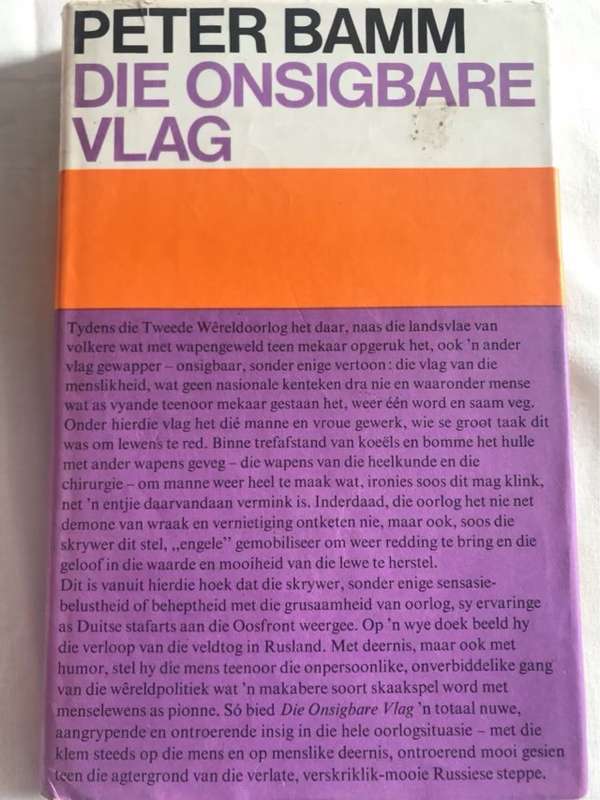 PETER BAMM
DIE ONSIGBARE
VLAG
Tydens die Tweede Wêreldoorlog het daar, naas die landsvlae van
volkere wat met wapengeweld teen mekaar opgeruk het, ook 'n ander
vlag gewapper – onsigbaar, sonder enige vertoon: die vlag van die
menslikheid, wat geen nasionale kenteken dra nie en waaronder mense
wat as vyande teenoor mekaar gestaan het, weer één word en saam veg.
Onder hierdie vlag het dié manne en vroue gewerk, wie se groot taak dit
was om lewens te red. Binne trefafstand van koeëls en bomme het hulle
met ander wapens geveg – die wapens van die heelkunde en die
chirurgie – om manne weer heel te maak wat, ironies soos dit mag klink,
net 'n entjie daarvandaan vermink is. Inderdaad, die oorlog het nie net
demone van wraak en vernietiging ontketen nie, maar ook, soos die
skrywer dit stel, „engele” gemobiliseer om weer redding te bring en die
geloof in die waarde en mooiheid van die lewe te herstel.
Dit is vanuit hierdie hoek dat die skrywer, sonder enige sensasie-
belustheid of beheptheid met die grusaamheid van oorlog, sy ervaringe
as Duitse stafarts aan die Oosfront weergee. Op 'n wye doek beeld hy
die verloop van die veldtog in Rusland. Met deernis, maar ook met
humor, stel hy die mens teenoor die onpersoonlike, onverbiddelike gang
van die wêreldpolitiek wat 'n makabere soort skaakspel word met
menselewens as pionne. Só bied Die Onsigbare Vlag 'n totaal nuwe,
aangrypende en ontroerende insig in die hele oorlogsituasie – met die
klem steeds op die mens en op menslike deernis, ontroerend mooi gesien
teen die agtergrond van die verlate, verskriklik-mooie Russiese steppe.